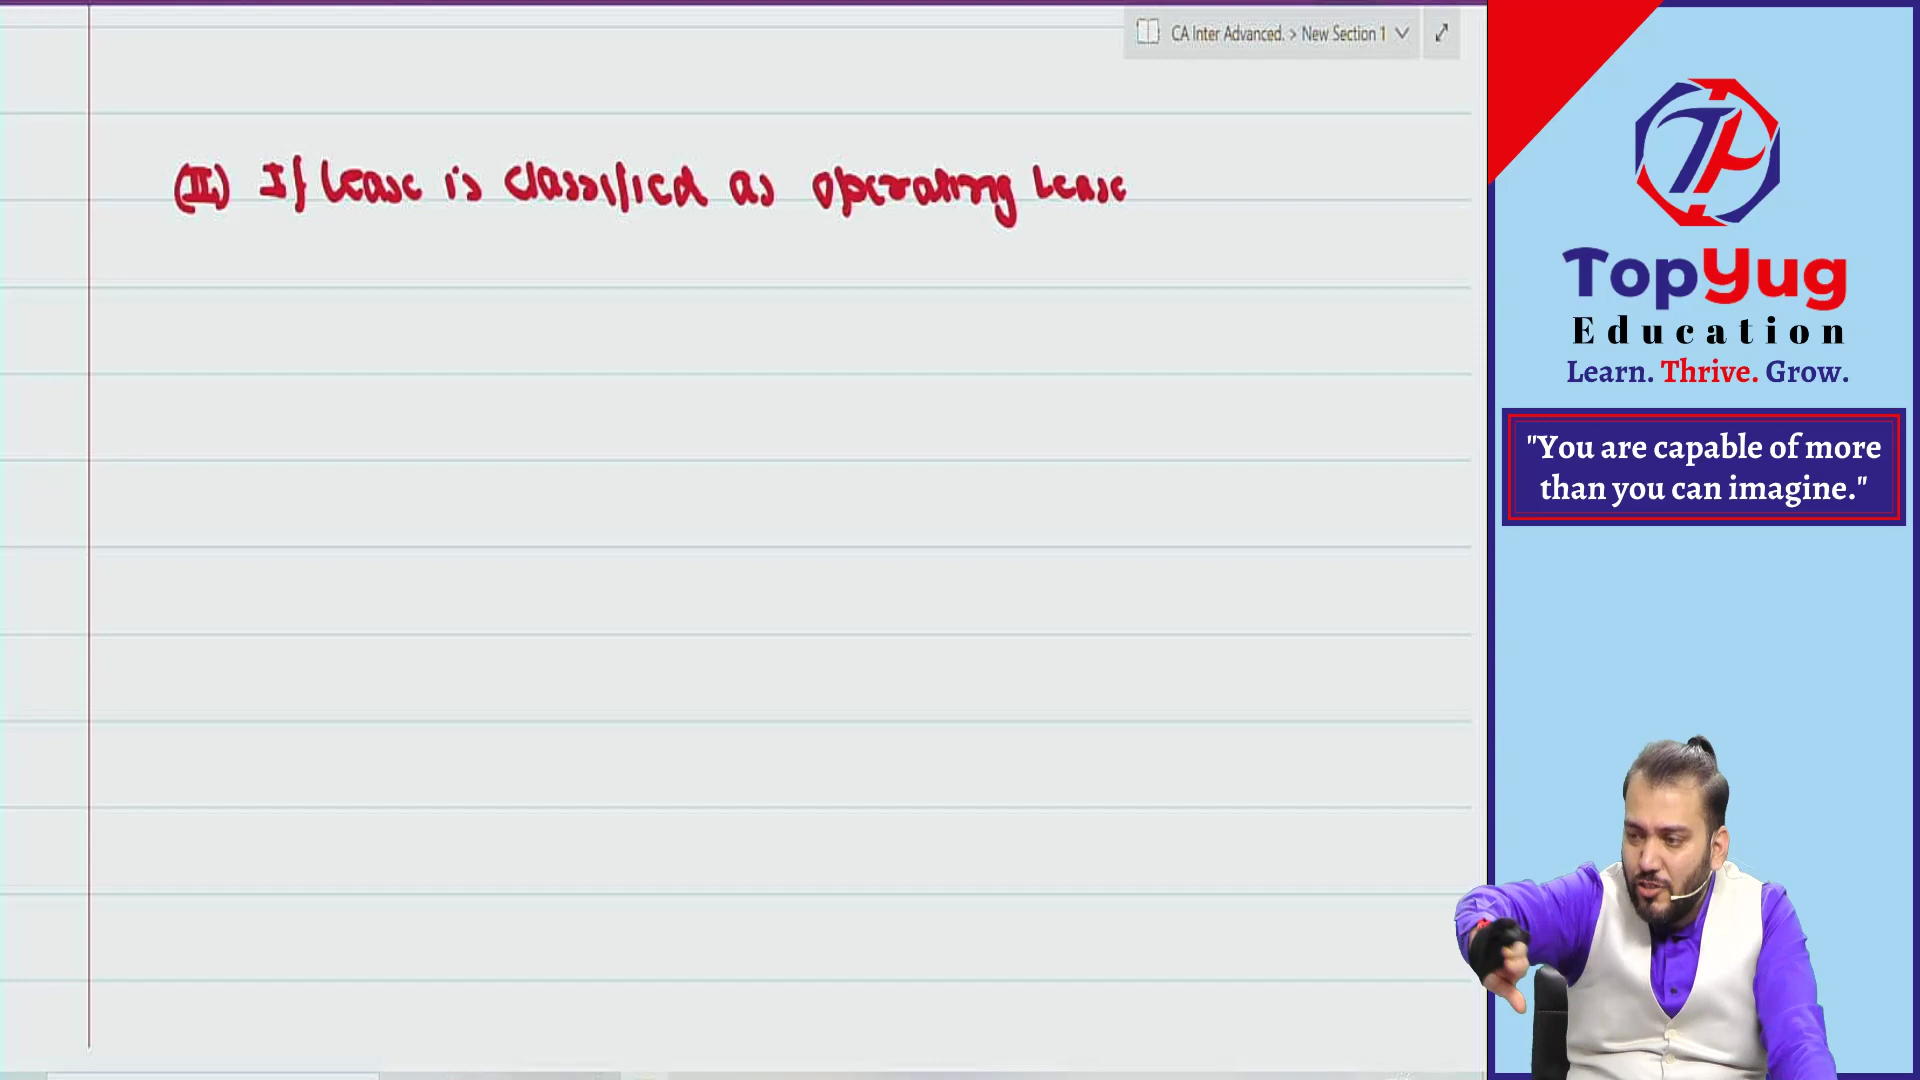 CA Inter Advanced. > New Section 1
(II) If lease is classified as operating lease
TopYug
Education
Learn. Thrive. Grow.
"You are capable of more
than you can imagine."